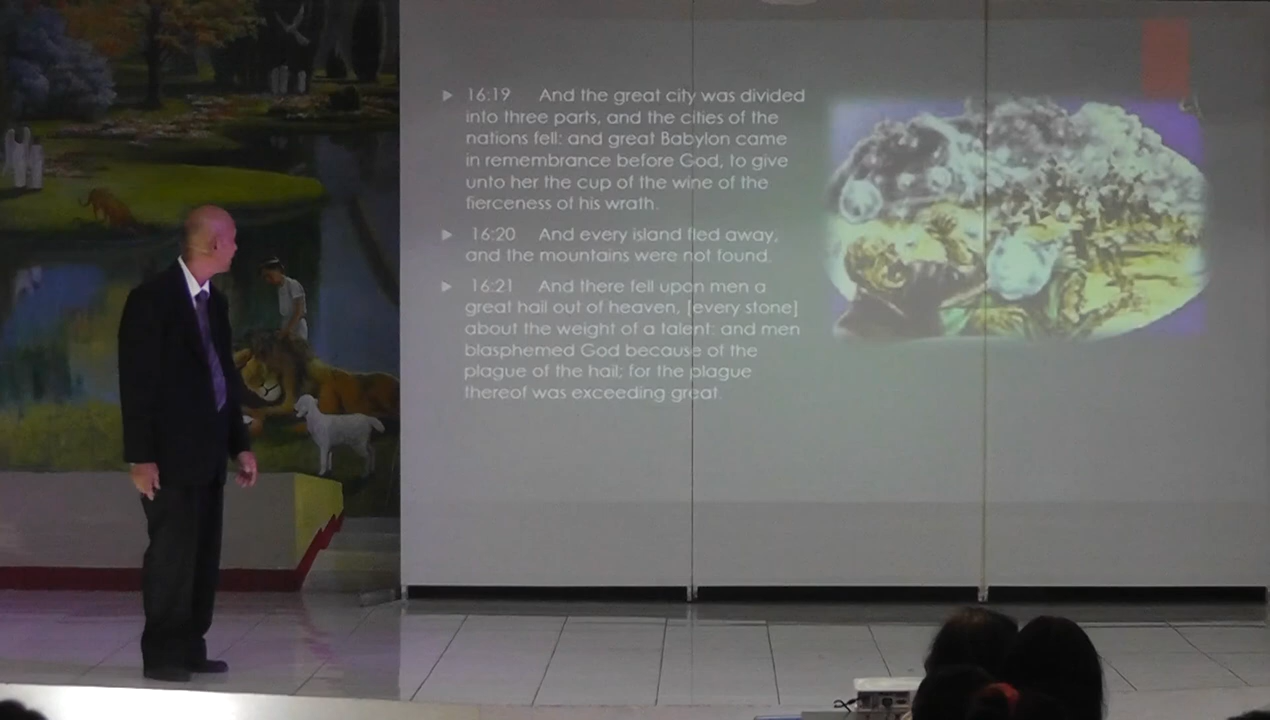 16:19 And the great city was divided
into three parts, and the cities of the
nations fell: and great Babylon came
in remembrance before God, to give
unto her the cup of the wine of the
fierceness of his wrath.
16:20 And every island fled away,
and the mountains were not found.
16:21 And there fell upon men a
great hail out of heaven, [every stone]
about the weight of a talent: and men
blasphemed God because of the
plague of the hail; for the plague
thereof was exceeding great.